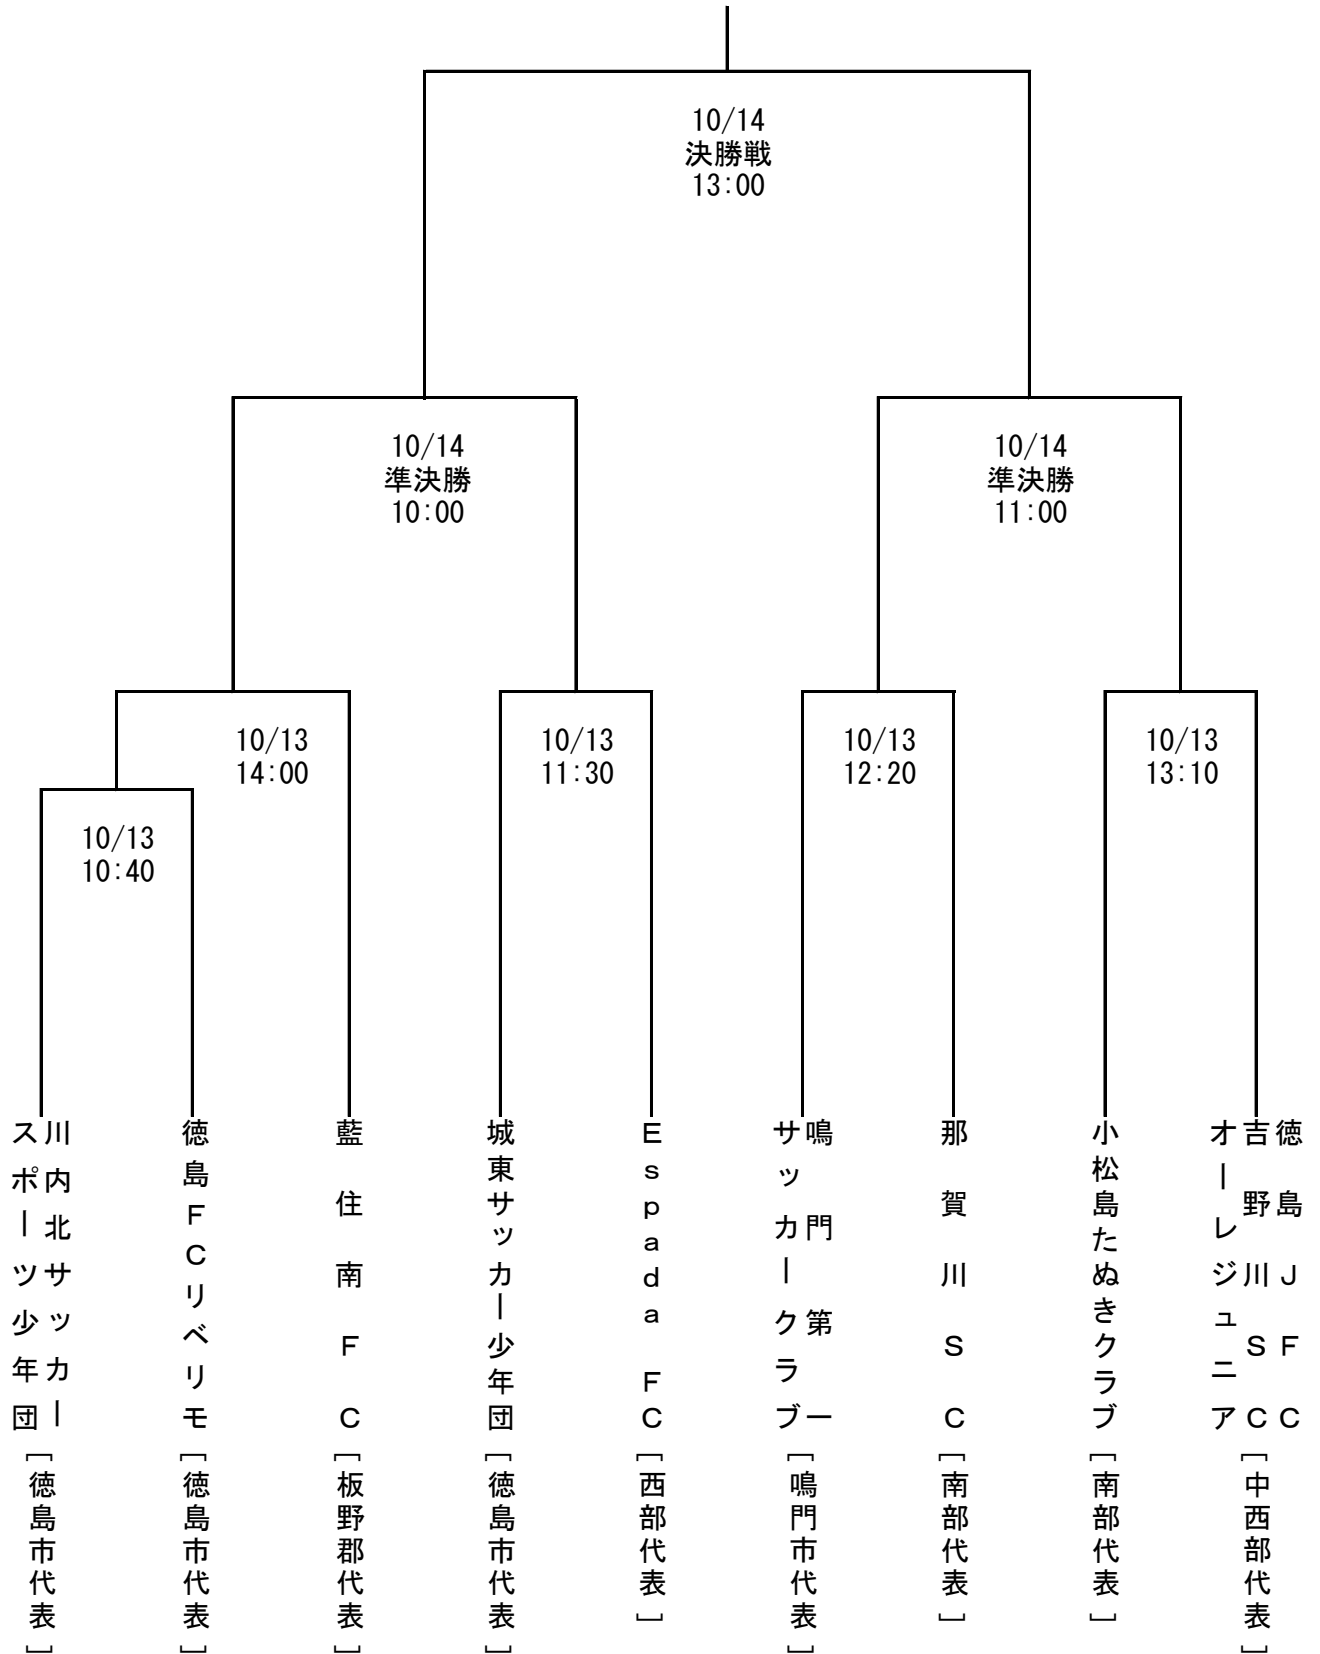 10/14
決勝戦
13:00
10/14
準決勝
10:00
10/14
準決勝
11:00
10/13
14:00
10/13
11:30
10/13
12:20
10/13
13:10
10/13
10:40
川内北サッカー
スポーツ少年団
[徳島市代表]
徳島FCリベリモ
[徳島市代表]
藍住南FC
[板野郡代表]
城東サッカー少年団
[徳島市代表]
Espada FC
[西部代表]
鳴門第一
サッカークラブ
[鳴門市代表]
那賀川SC
[南部代表]
小松島たぬきクラブ
[南部代表]
徳島JFC
吉野川SC
オーレジュニア
[中西部代表]